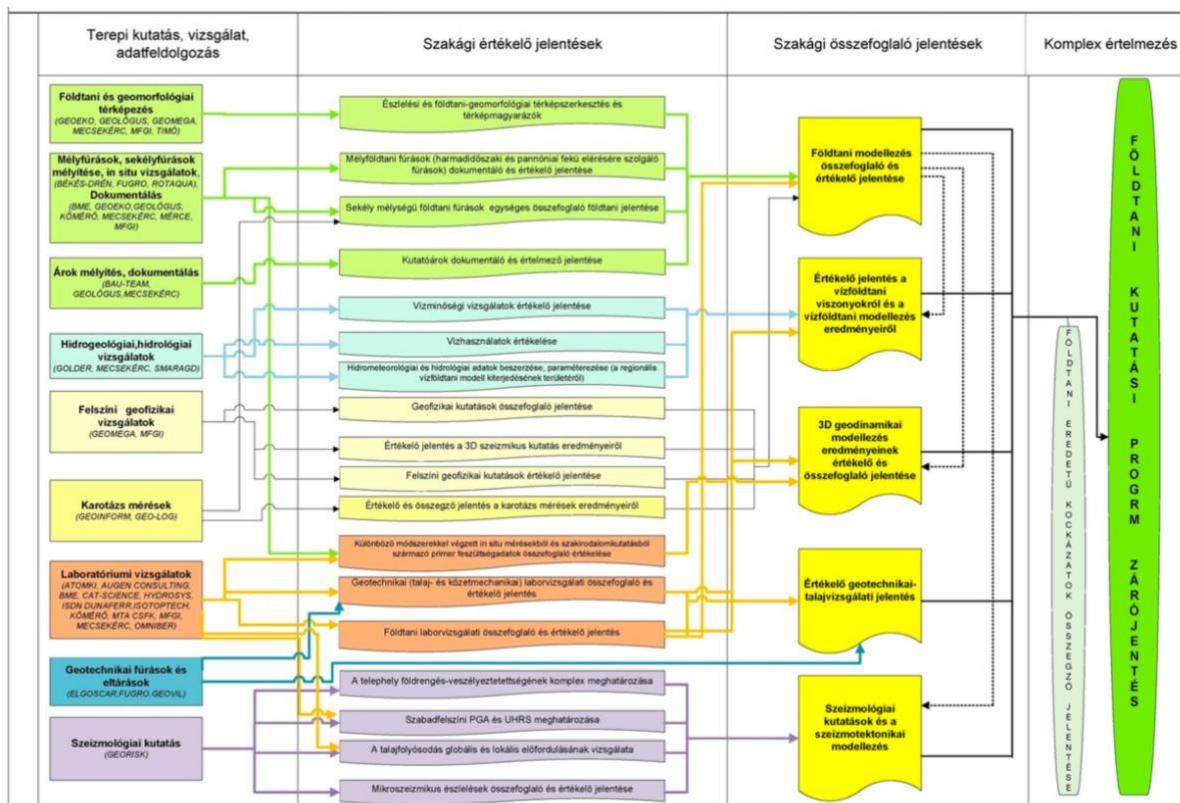 Terepi kutatás, vizsgálat,
adatfeldolgozás
Szakági értékelő jelentések
Szakági összefoglaló jelentések
Komplex értelmezés
Földtani és geomorfológiai
térképezés
(GEOEKO, GEOLÓGUS, GEOMEGA,
MECSEKÉRC, MFGI, TIMÓ)
Mélyfúrások, sekélyfúrások
mélyítése, in situ vizsgálatok,
(BÉKÉS-DRÉN, FUGRO, ROTAQUA),
Dokumentálás
(BME, GEOEKO,GEOLÓGUS,
KŐMÉRŐ, MECSEKÉRC, MÉRCE,
MFGI)
Árok mélyítés, dokumentálás
(BAU-TEAM,
GEOLÓGUS,MECSEKÉRC)
Hidrogeológiai,hidrológiai
vizsgálatok
(GOLDER, MECSEKÉRC, SMARAGD)
Felszíni geofizikai
vizsgálatok
(GEOMEGA, MFGI)
Karotázs mérések
(GEOINFORM, GEO-LOG)
Laboratóriumi vizsgálatok
(ATOMKI, AUGEN CONSULTING,
BME, CAT-SCIENCE, HYDROSYS,
ISDN DUNAFERR,ISOTOPTECH,
KŐMÉRŐ, MTA CSFK, MFGI,
MECSEKÉRC, OMNIBER)
Geotechnikai fúrások és
eltárások
(ELGOSCAR,FUGRO,GEOVIL)
Szeizmológiai kutatás
(GEORISK)
Észlelési és földtani-geomorfológiai térképszerkesztés és
térképmagyarázók
Mélyföldtani fúrások (harmadidőszaki és pannóniai fekü elérésére szolgáló
fúrások) dokumentáló és értékelő jelentése
Sekély mélységű földtani fúrások egységes összefoglaló földtani jelentése
Kutatóárok dokumentáló és értelmező jelentése
Vízminőségi vizsgálatok értékelő jelentése
Vízhasználatok értékelése
Hidrometeorológiai és hidrológiai adatok beszerzése, paraméterezése (a regionális
vízföldtani modell kiterjedésének területéről)
Geofizikai kutatások összefoglaló jelentése
Értékelő jelentés a 3D szeizmikus kutatás eredményeiről
Felszíni geofizikai kutatások értékelő jelentése
Értékelő és összegző jelentés a karotázs mérések eredményeiről
Különböző módszerekkel végzett in situ mérésekből és szakirodalomkutatásból
származó primer feszültségadatok összefoglaló értékelése
Geotechnikai (talaj- és kőzetmechanikai) laborvizsgálati összefoglaló és
értékelő jelentés
Földtani laborvizsgálati összefoglaló és értékelő jelentés
A telephely földrengés-veszélyeztetettségének komplex meghatározása
Szabadfelszíni PGA és UHRS meghatározása
A talajfolyósodás globális és lokális előfordulásának vizsgálata
Mikroszeizmikus észlelések összefoglaló és értékelő jelentése
Földtani modellezés
összefoglaló és
értékelő jelentése
Értékelő jelentés a
vízföldtani
viszonyokról és a
vízföldtani modellezés
eredményeiről
3D geodinamikai
modellezés
eredményeinek
értékelő és
összefoglaló jelentése
Értékelő geotechnikai-
talajvizsgálati jelentés
Szeizmológiai
kutatások és a
szeizmotektonikai
modellezés
FÖLDTANI EREDETŰ KOCKÁZATOK ÖSSZEGZŐ JELENTÉSE
FÖLDTANI KUTATÁSI PROGRM ZÁRÓJENTÉS